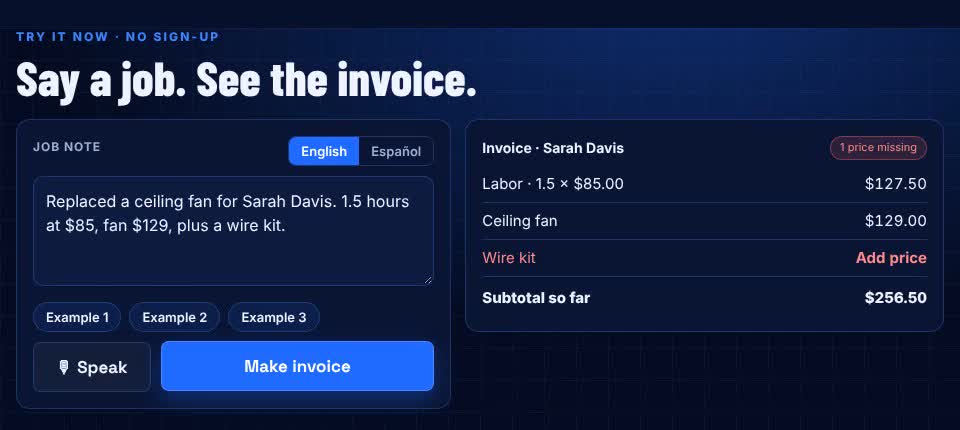 TRY IT NOW · NO SIGN-UP
Say a job. See the invoice.
JOB NOTE
English
Español
Replaced a ceiling fan for Sarah Davis. 1.5 hours
at $85, fan $129, plus a wire kit.
Example 1
Example 2
Example 3
Speak
Make invoice
Invoice · Sarah Davis
1 price missing
Labor · 1.5 × $85.00
$127.50
Ceiling fan
$129.00
Wire kit
Add price
Subtotal so far
$256.50